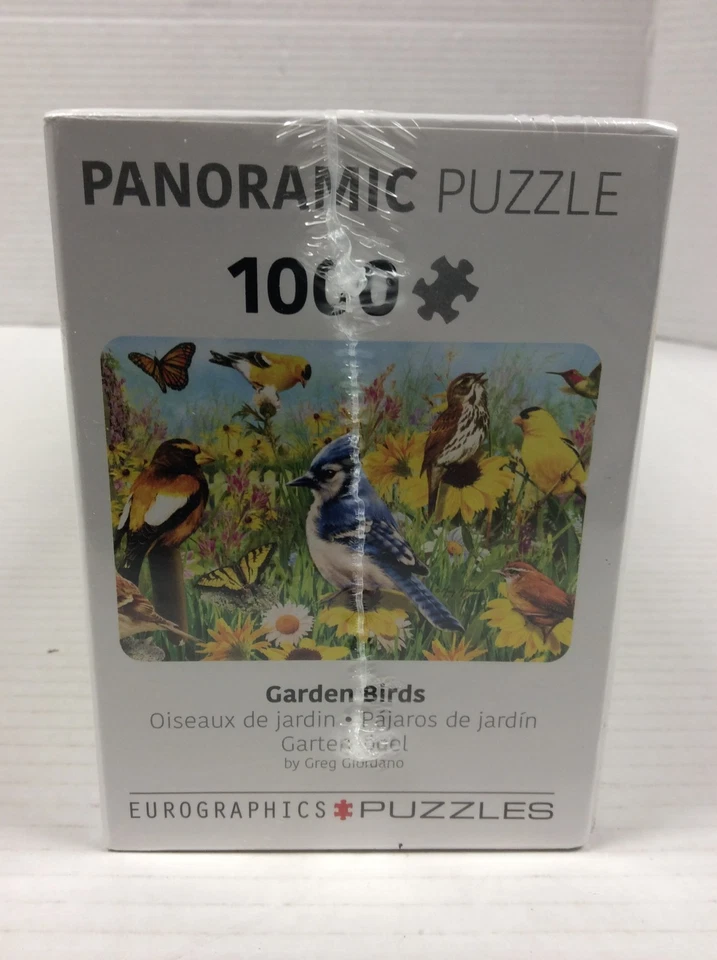 PANORAMIC PUZZLE
1000
Garden Birds
Oiseaux de jardin • Pájaros de jardín
by Greg Giordano
EUROGRAPHICS PUZZLES